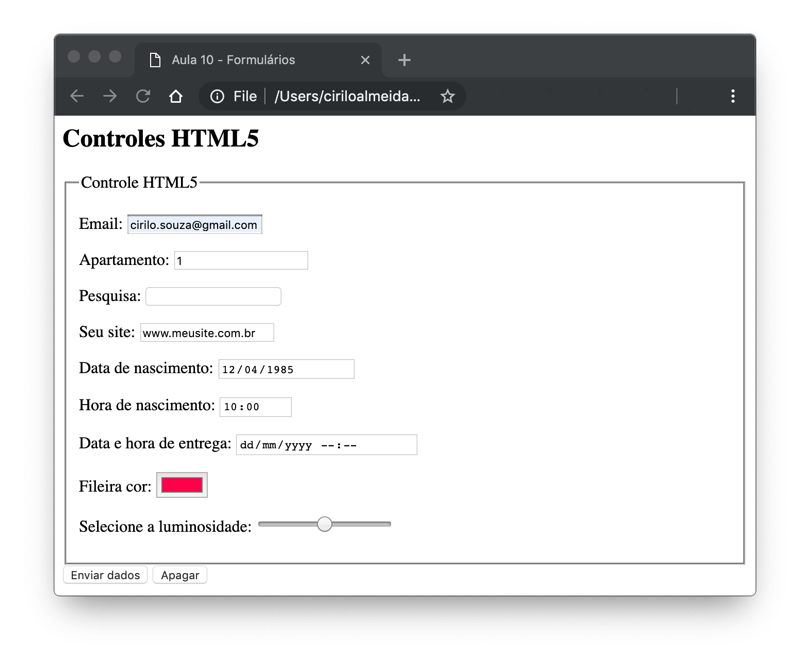 Aula 10 - Formulários
File /Users/ciriloalmeida...
Controles HTML5
Controle HTML5
Email: cirilo.souza@gmail.com
Apartamento: 1
Pesquisa:
Seu site: www.meusite.com.br
Data de nascimento: 12/04/1985
Hora de nascimento: 10:00
Data e hora de entrega: dd/mm/yyyy --:--
Fileira cor:
Selecione a luminosidade:
Enviar dados Apagar